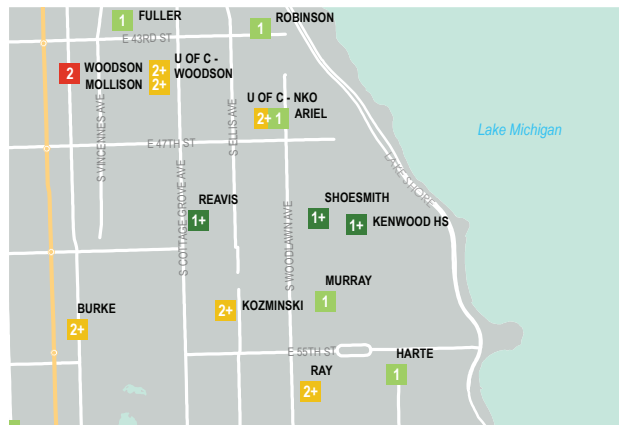 FULLER
1
ROBINSON
1
E 43RD ST
2
WOODSON
MOLLISON
2+
2+
U OF C -
WOODSON
U OF C - NKO
ARIEL
2+
1
Lake Michigan
S VINCENNES AVE
S ELLIS AVE
E 47TH ST
LAKE SHORE
S COTTAGE GROVE AVE
REAVIS
1+
S WOODLAWN AVE
SHOESMITH
1+
1+
KENWOOD HS
MURRAY
1
BURKE
2+
2+
KOZMINSKI
E 55TH ST
HARTE
1
RAY
2+